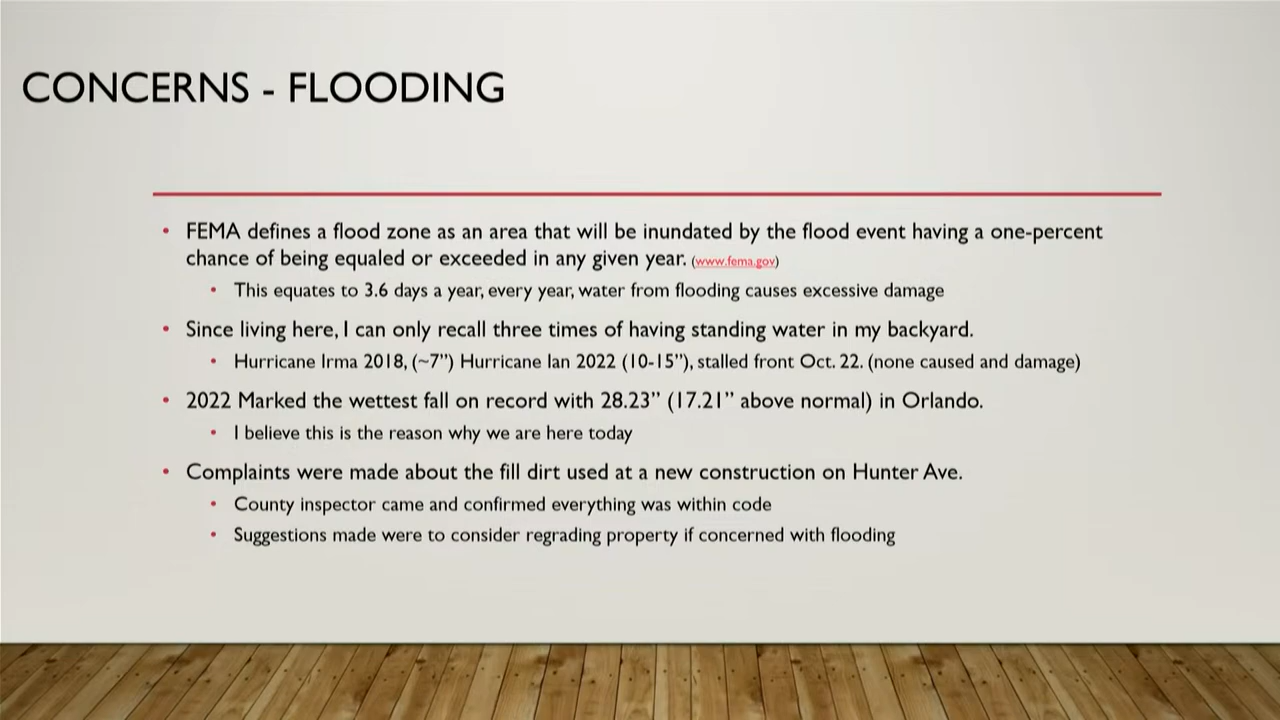 CONCERNS - FLOODING
• FEMA defines a flood zone as an area that will be inundated by the flood event having a one-percent
chance of being equaled or exceeded in any given year. (www.fema.gov)
• This equates to 3.6 days a year, every year, water from flooding causes excessive damage
• Since living here, I can only recall three times of having standing water in my backyard.
• Hurricane Irma 2018, (~7”) Hurricane Ian 2022 (10-15”), stalled front Oct. 22. (none caused and damage)
• 2022 Marked the wettest fall on record with 28.23” (17.21” above normal) in Orlando.
• I believe this is the reason why we are here today
• Complaints were made about the fill dirt used at a new construction on Hunter Ave.
• County inspector came and confirmed everything was within code
• Suggestions made were to consider regrading property if concerned with flooding